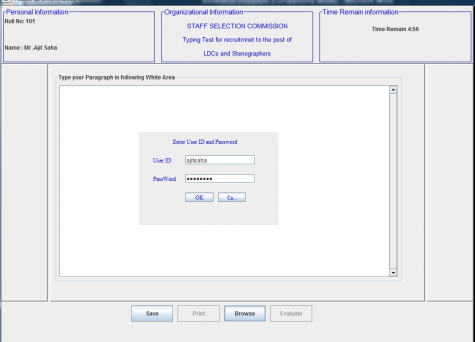 Personal Information
Roll No: 101
Name : Mr.Ajit Saha
Organizational Information
STAFF SELECTION COMMISSION
Typing Test for recruitmnet to the post of
LDCs and Stenographers
Time Remain information
Time Remain 4:58
Type your Paragraph in following White Area
Enter User ID and Password
User ID ajitsaha
PassWord ••••••••
OK Ca...
Save Print Browse Evaluate